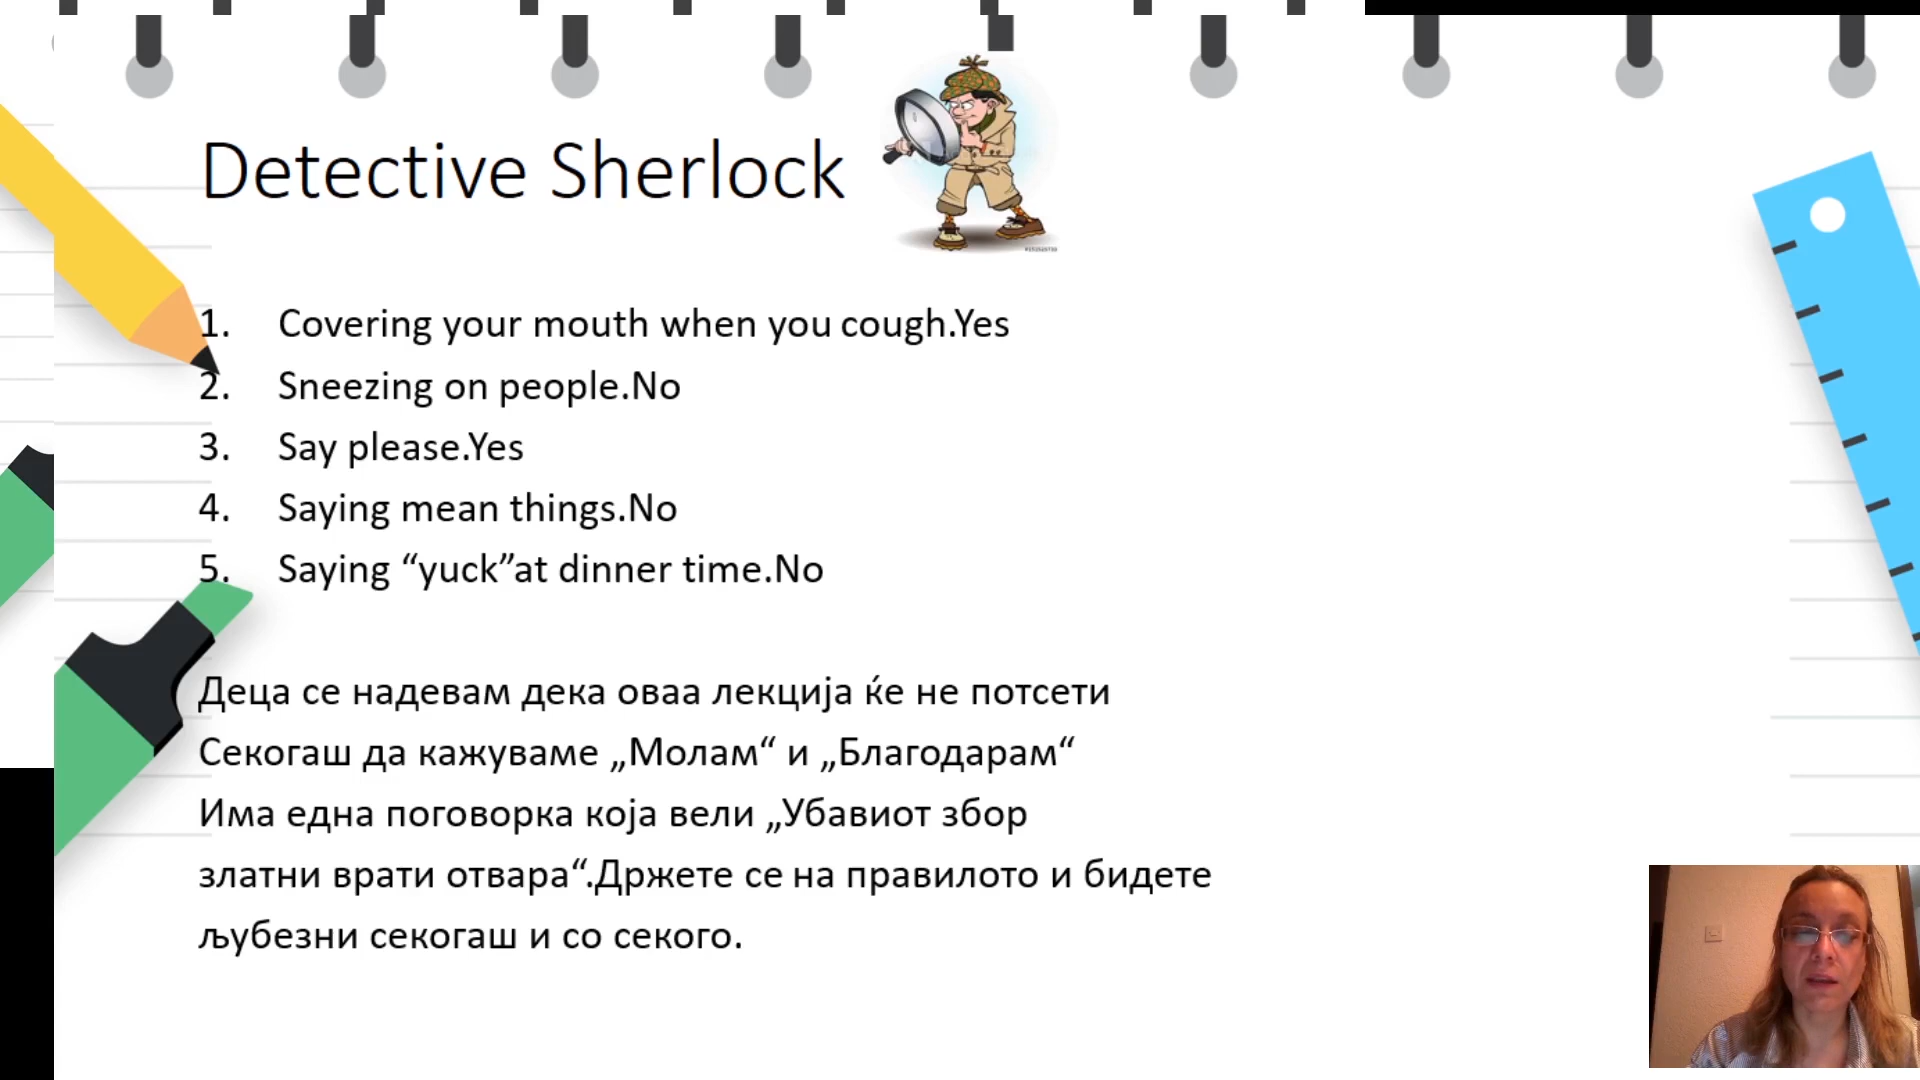 Detective Sherlock
1. Covering your mouth when you cough.Yes
2. Sneezing on people.No
3. Say please.Yes
4. Saying mean things.No
5. Saying “yuck”at dinner time.No
Деца се надевам дека оваа лекција ќе не потсети
Секогаш да кажуваме „Молам“ и „Благодарам“
Има една поговорка која вели „Убавиот збор
златни врати отвара“.Држете се на правилото и бидете
љубезни секогаш и со секого.